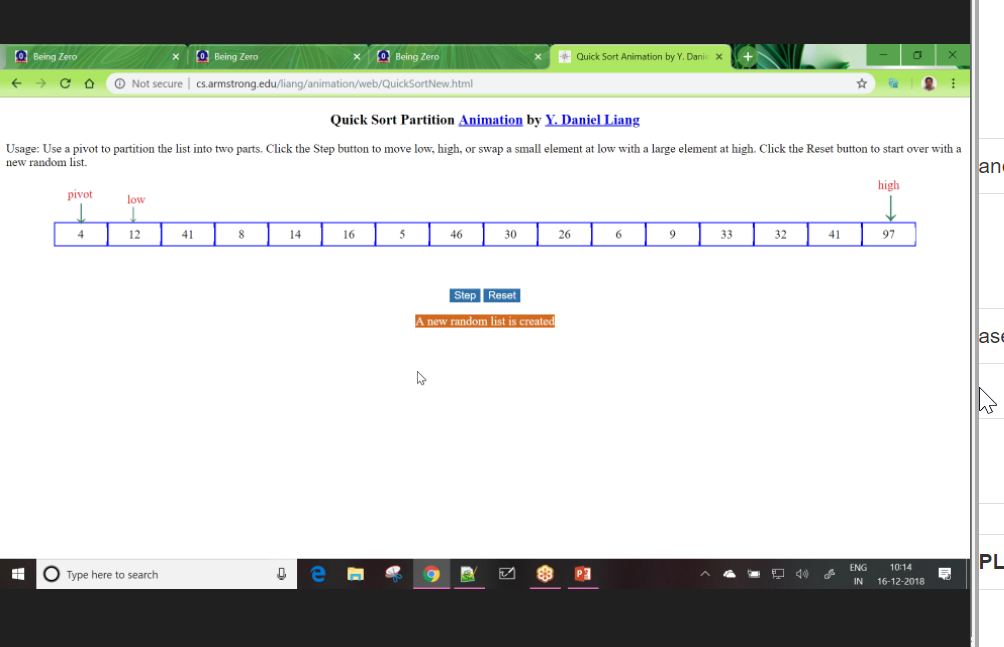 Being Zero
Being Zero
Being Zero
Quick Sort Animation by Y. Dani
Not secure | cs.armstrong.edu/liang/animation/web/QuickSortNew.html
Quick Sort Partition Animation by Y. Daniel Liang
Usage: Use a pivot to partition the list into two parts. Click the Step button to move low, high, or swap a small element at low with a large element at high. Click the Reset button to start over with a
new random list.
pivot low high
4 12 41 8 14 16 5 46 30 26 6 9 33 32 41 97
Step Reset
A new random list is created
Type here to search
ENG 10:14
IN 16-12-2018
PL